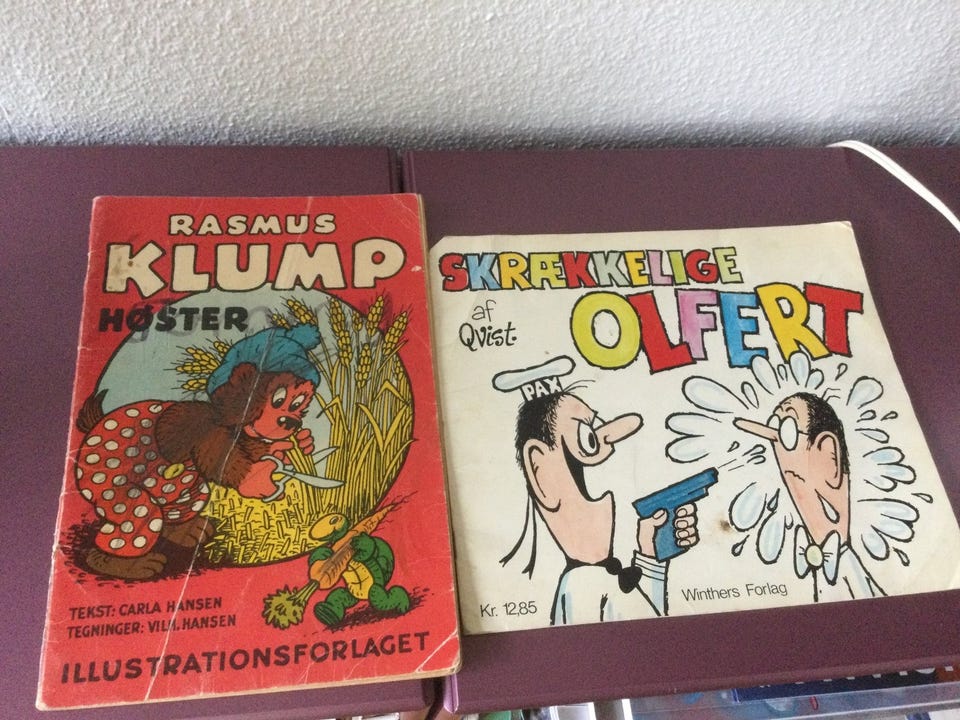 RASMUS
KLUMP
HØSTER
TEKST: CARLA HANSEN
TEGNINGER: VILH. HANSEN
ILLUSTRATIONSFORLAGET
SKRÆKKELIGE
af
QVist.
OLFERT
PAX
Kr. 12,85
Winthers Forlag